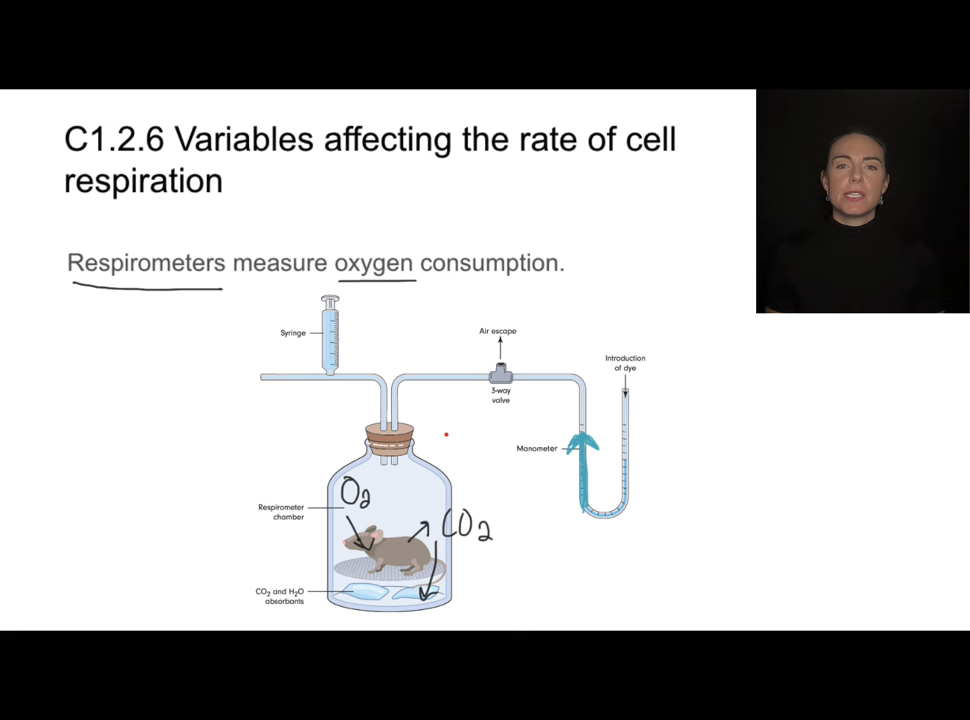 C1.2.6 Variables affecting the rate of cell
respiration
Respirometers measure oxygen consumption.
Syringe
Air escape
3-way
valve
Introduction
of dye
Manometer
Respirometer
chamber
O₂
CO₂
CO₂ and H₂O
absorbants